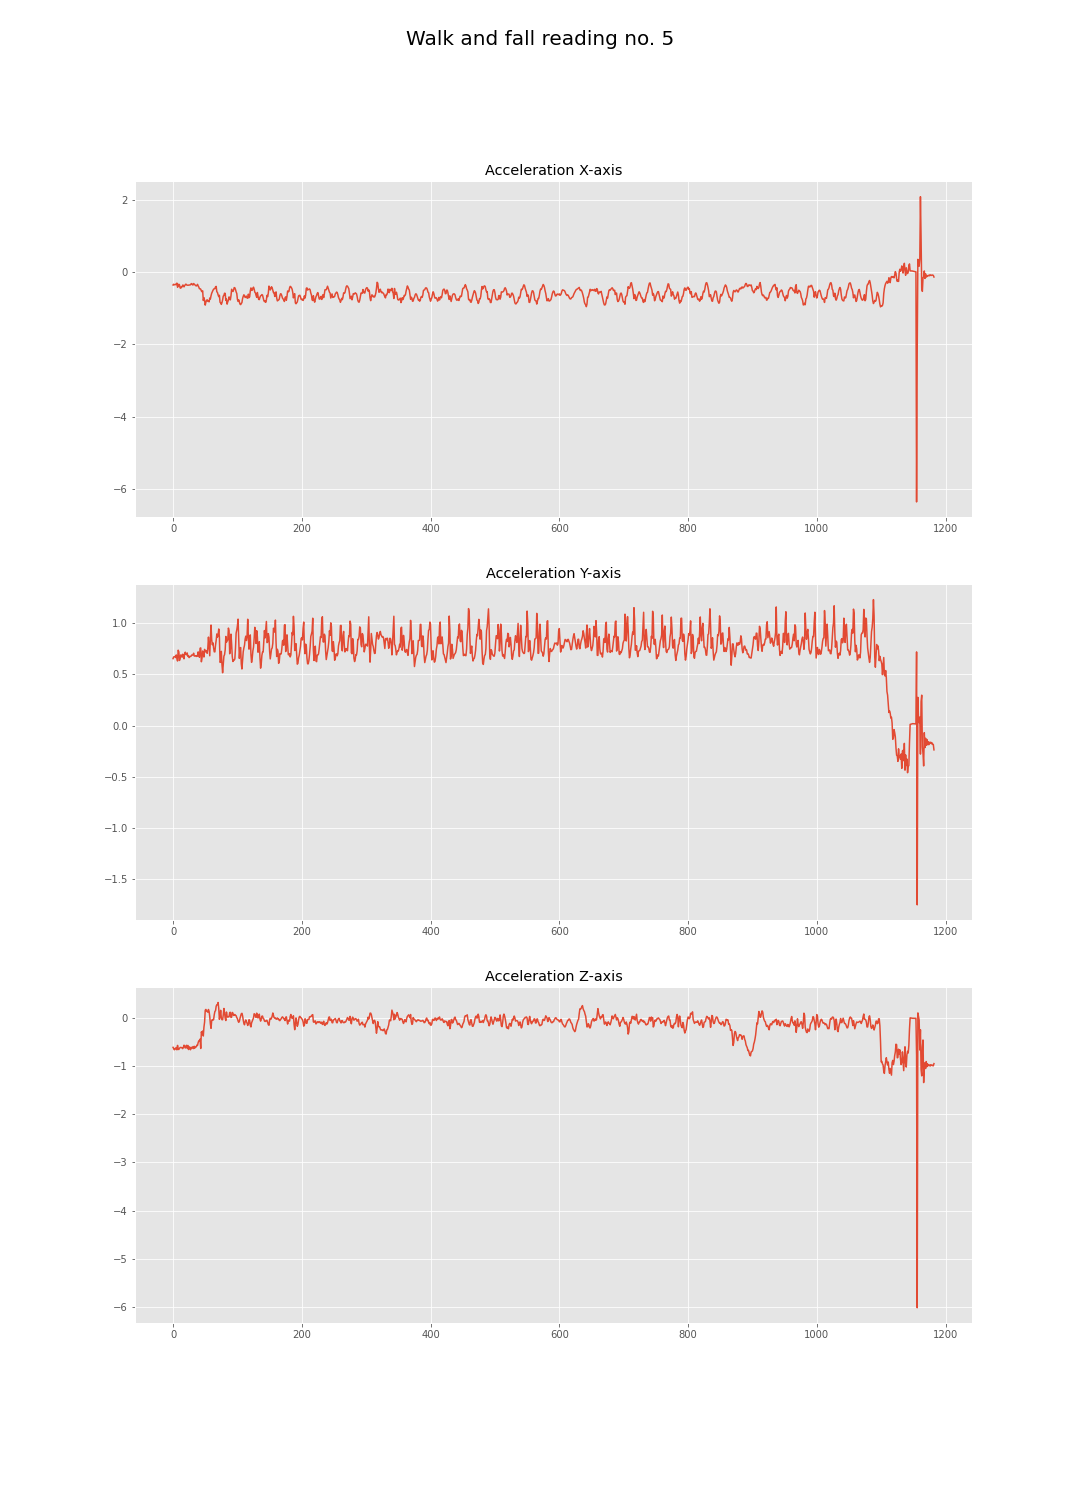 Walk and fall reading no. 5
Acceleration X-axis
2
0
−2
−4
−6
0 200 400 600 800 1000 1200
Acceleration Y-axis
1.0
0.5
0.0
−0.5
−1.0
−1.5
0 200 400 600 800 1000 1200
Acceleration Z-axis
0
−1
−2
−3
−4
−5
−6
0 200 400 600 800 1000 1200